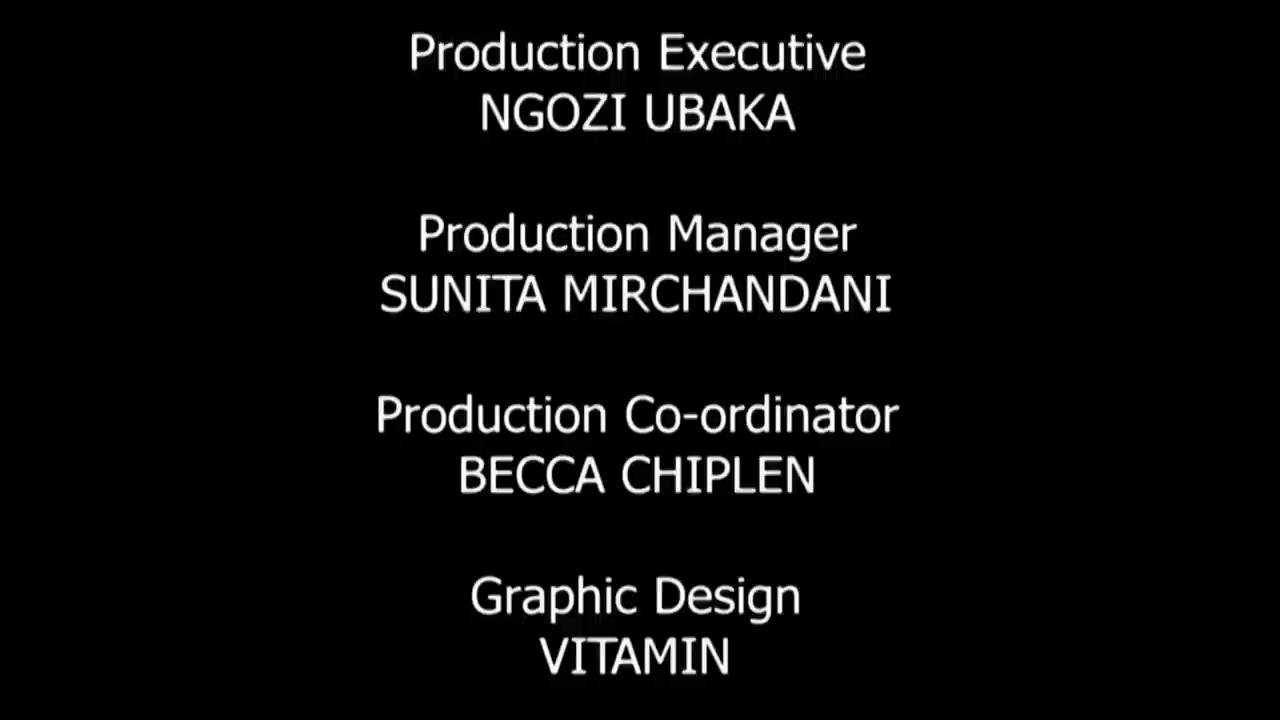 Production Executive
NGOZI UBAKA
Production Manager
SUNITA MIRCHANDANI
Production Co-ordinator
BECCA CHIPLEN
Graphic Design
VITAMIN